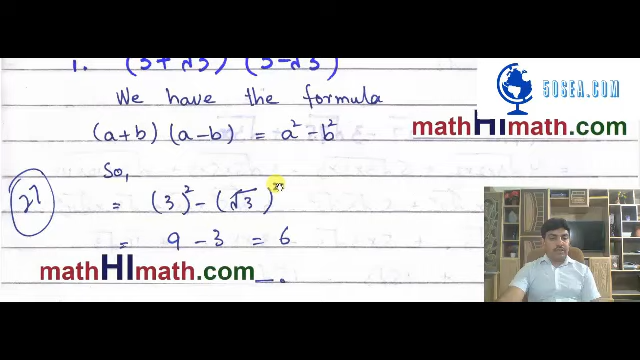 1. (3+√3) (3-√3)
We have the formula
(a+b) (a-b) = a² - b²
So,
= (3)² - (√3)²
27
= 9 - 3 = 6
mathHImath.com
50SEA.COM
mathHImath.com